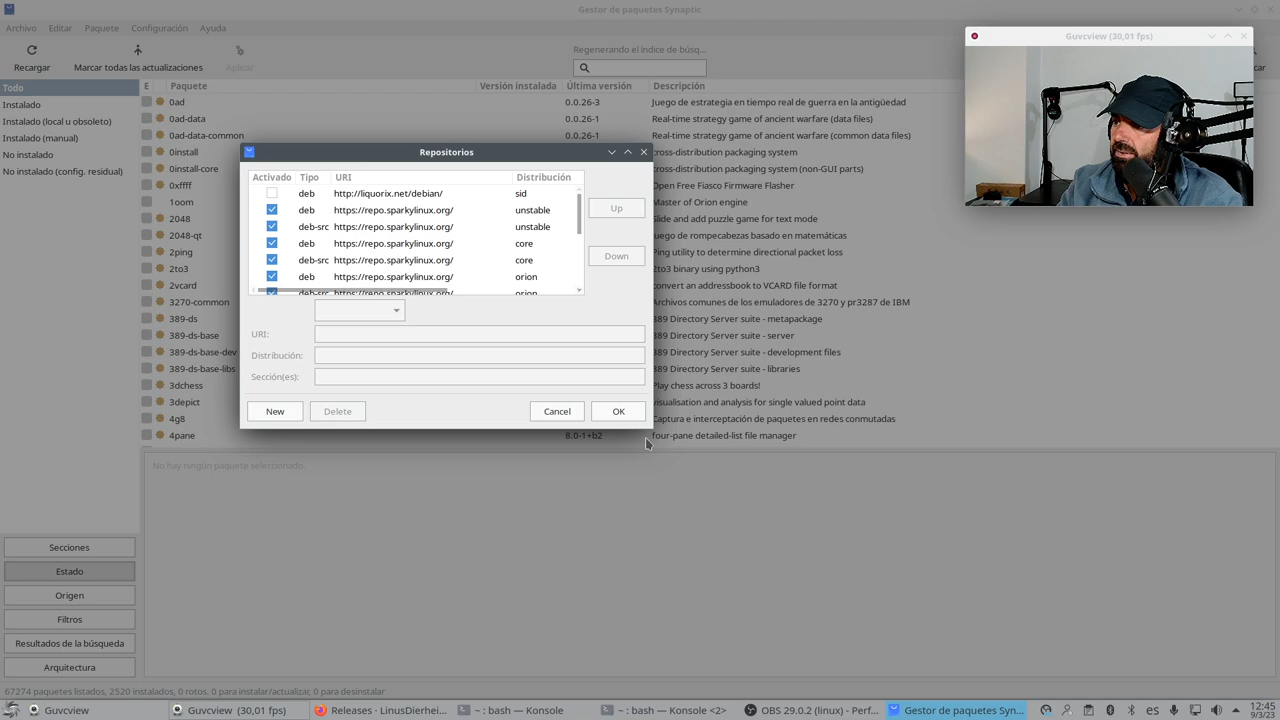 Gestor de paquetes Synaptic
Archivo Editar Paquete Configuración Ayuda
Recargar
Marcar todas las actualizaciones
Aplicar
Regenerando el índice de búsq...
Guvcview (30,01 fps)
Todo
Instalado
Instalado (local u obsoleto)
Instalado (manual)
No instalado
No instalado (config. residual)
E Paquete Versión instalada Última versión Descripción
0ad 0.0.26-3 Juego de estrategia en tiempo real de guerra en la antigüedad
0ad-data 0.0.26-1 Real-time strategy game of ancient warfare (data files)
0ad-data-common 0.0.26-1 Real-time strategy game of ancient warfare (common data files)
0install cross-distribution packaging system
0install-core cross-distribution packaging system (non-GUI parts)
0xffff Open Free Fiasco Firmware Flasher
1oom Master of Orion engine
2048 Slide and add puzzle game for text mode
2048-qt juego de rompecabezas basado en matemáticas
2ping Ping utility to determine directional packet loss
2to3 2to3 binary using python3
2vcard convert an addressbook to VCARD file format
3270-common Archivos comunes de los emuladores de 3270 y pr3287 de IBM
389-ds 389 Directory Server suite - metapackage
389-ds-base 389 Directory Server suite - server
389-ds-base-dev 389 Directory Server suite - development files
389-ds-base-libs 389 Directory Server suite - libraries
3dchess Play chess across 3 boards!
3depict visualisation and analysis for single valued point data
4g8 Captura e interceptación de paquetes en redes conmutadas
4pane 8.0-1+b2 four-pane detailed-list file manager
Repositorios
Activado Tipo URI Distribución
deb http://liquorix.net/debian/ sid
deb https://repo.sparkylinux.org/ unstable
deb-src https://repo.sparkylinux.org/ unstable
deb https://repo.sparkylinux.org/ core
deb-src https://repo.sparkylinux.org/ core
deb https://repo.sparkylinux.org/ orion
deb-src https://repo.sparkylinux.org/ orion
Up
Down
URI:
Distribución:
Sección(es):
New Delete Cancel OK
No hay ningún paquete seleccionado.
Secciones
Estado
Origen
Filtros
Resultados de la búsqueda
Arquitectura
67274 paquetes listados, 2520 instalados, 0 rotos. 0 para instalar/actualizar, 0 para desinstalar
Guvcview
Guvcview (30,01 fps)
Releases · LinusDierhei...
~ : bash — Konsole
~ : bash — Konsole <2>
OBS 29.0.2 (linux) - Perf...
Gestor de paquetes Syn...
es
12:45
9/3/23